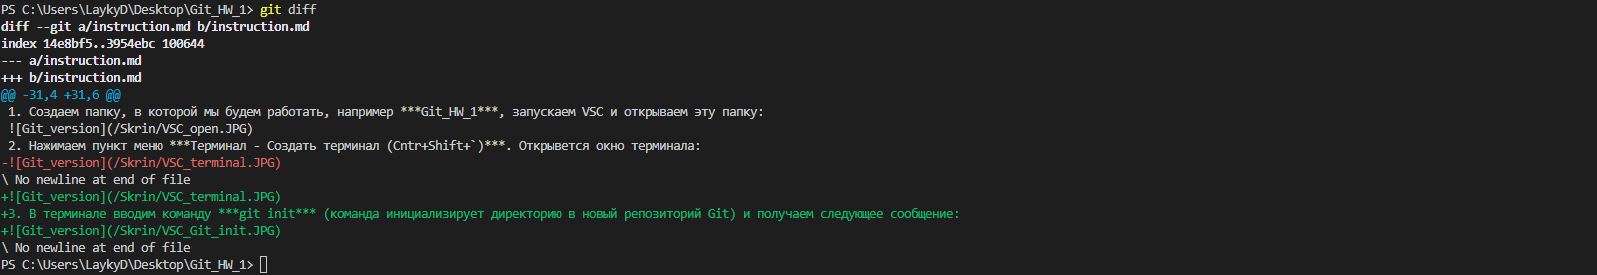 PS C:\Users\LaykyD\Desktop\Git_HW_1> git diff
diff --git a/instruction.md b/instruction.md
index 14e8bf5..3954ebc 100644
--- a/instruction.md
+++ b/instruction.md
@@ -31,4 +31,6 @@
 1. Создаем папку, в которой мы будем работать, например ***Git_HW_1***, запускаем VSC и открываем эту папку:
 ![Git_version](/Skrin/VSC_open.JPG)
 2. Нажимаем пункт меню ***Терминал - Создать терминал (Cntr+Shift+`)***. Открывется окно терминала:
-![Git_version](/Skrin/VSC_terminal.JPG)
\ No newline at end of file
+![Git_version](/Skrin/VSC_terminal.JPG)
+3. В терминале вводим команду ***git init*** (команда инициализирует директорию в новый репозиторий Git) и получаем следующее сообщение:
+![Git_version](/Skrin/VSC_Git_init.JPG)
\ No newline at end of file
PS C:\Users\LaykyD\Desktop\Git_HW_1>